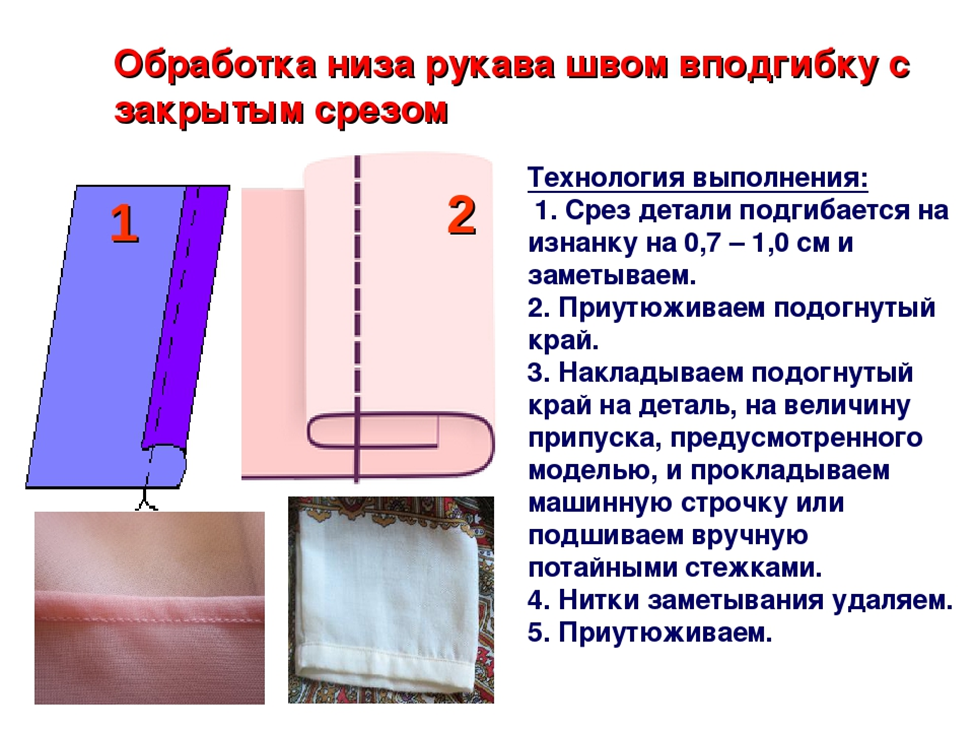 Обработка низа рукава швом вподгибку с
закрытым срезом
1
2
Технология выполнения:
1. Срез детали подгибается на
изнанку на 0,7 – 1,0 см и
заметываем.
2. Приутюживаем подогнутый
край.
3. Накладываем подогнутый
край на деталь, на величину
припуска, предусмотренного
моделью, и прокладываем
машинную строчку или
подшиваем вручную
потайными стежками.
4. Нитки заметывания удаляем.
5. Приутюживаем.